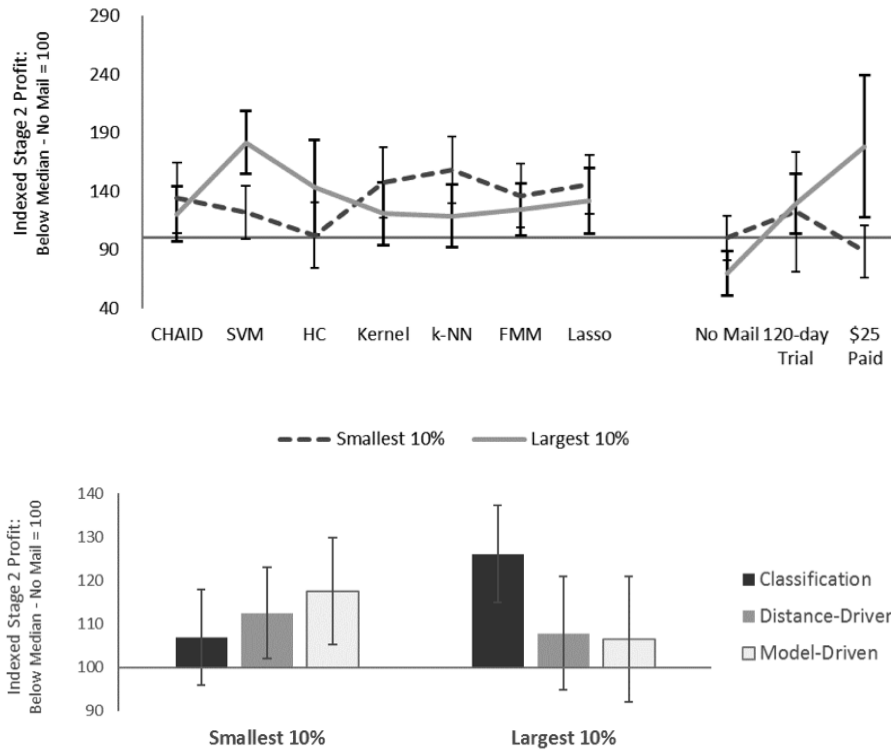 Indexed Stage 2 Profit:
Below Median - No Mail = 100
290
240
190
140
90
40
CHAID SVM HC Kernel k-NN FMM Lasso No Mail 120-day $25
Trial Paid
Smallest 10% Largest 10%
Indexed Stage 2 Profit:
Below Median - No Mail = 100
140
130
120
110
100
90
Classification
Distance-Driven
Model-Driven
Smallest 10% Largest 10%